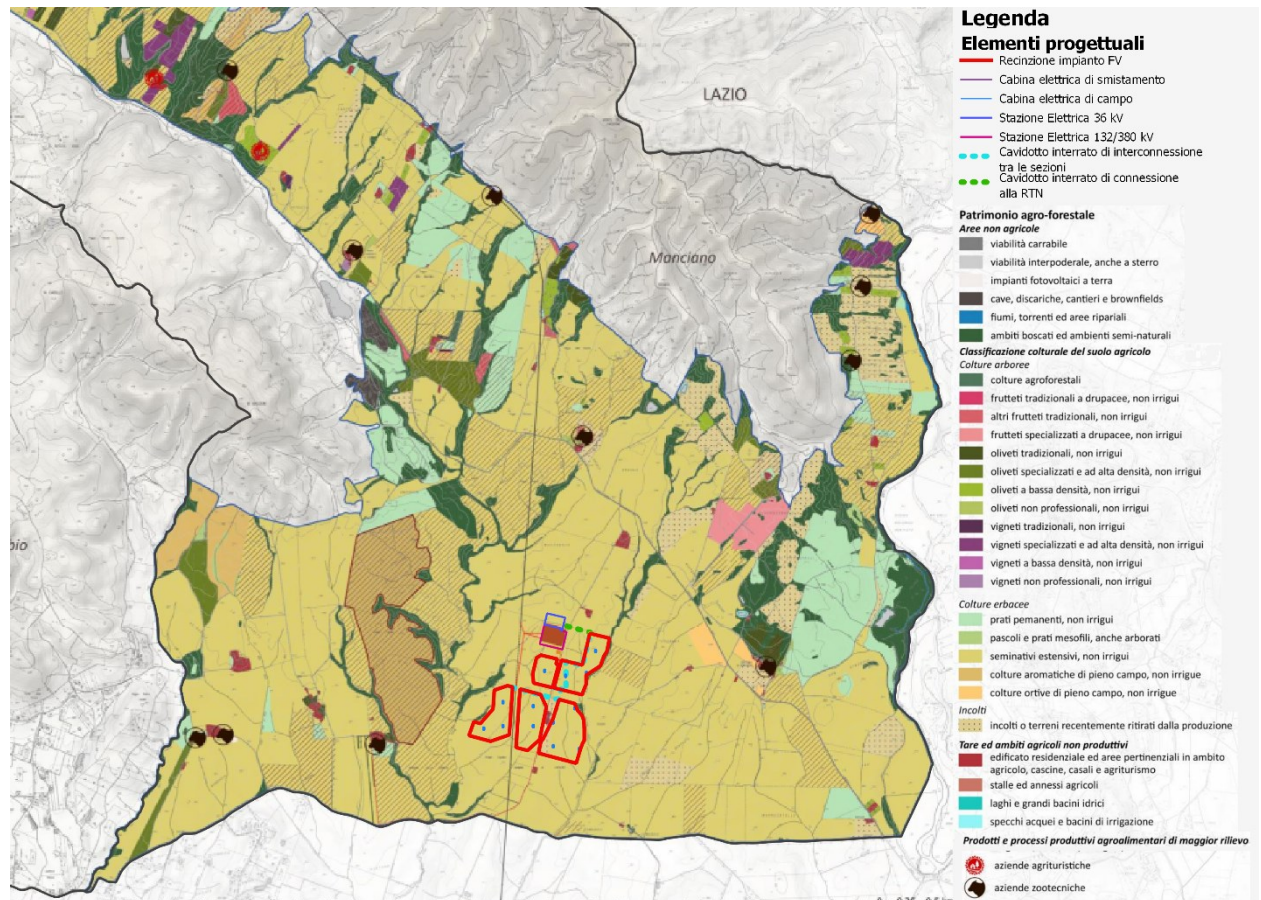 LAZIO
Manciano
Legenda
Elementi progettuali
Recinzione impianto FV
Cabina elettrica di smistamento
Cabina elettrica di campo
Stazione Elettrica 36 kV
Stazione Elettrica 132/380 kV
Cavidotto interrato di interconnessione
tra le sezioni
Cavidotto interrato di connessione
alla RTN
Patrimonio agro-forestale
Aree non agricole
viabilità carrabile
viabilità interpoderale, anche a sterro
impianti fotovoltaici a terra
cave, discariche, cantieri e brownfields
fiumi, torrenti ed aree ripariali
ambiti boscati ed ambienti semi-naturali
Classificazione colturale del suolo agricolo
Colture arboree
colture agroforestali
frutteti tradizionali a drupacee, non irrigui
altri frutteti tradizionali, non irrigui
frutteti specializzati a drupacee, non irrigui
oliveti tradizionali, non irrigui
oliveti specializzati e ad alta densità, non irrigui
oliveti a bassa densità, non irrigui
oliveti non professionali, non irrigui
vigneti tradizionali, non irrigui
vigneti specializzati e ad alta densità, non irrigui
vigneti a bassa densità, non irrigui
vigneti non professionali, non irrigui
Colture erbacee
prati pemanenti, non irrigui
pascoli e prati mesofili, anche arborati
seminativi estensivi, non irrigui
colture aromatiche di pieno campo, non irrigue
colture ortive di pieno campo, non irrigue
Incolti
incolti o terreni recentemente ritirati dalla produzione
Tare ed ambiti agricoli non produttivi
edificato residenziale ed aree pertinenziali in ambito
agricolo, cascine, casali e agriturismo
stalle ed annessi agricoli
laghi e grandi bacini idrici
specchi acquei e bacini di irrigazione
Prodotti e processi produttivi agroalimentari di maggior rilievo
aziende agrituristiche
aziende zootecniche